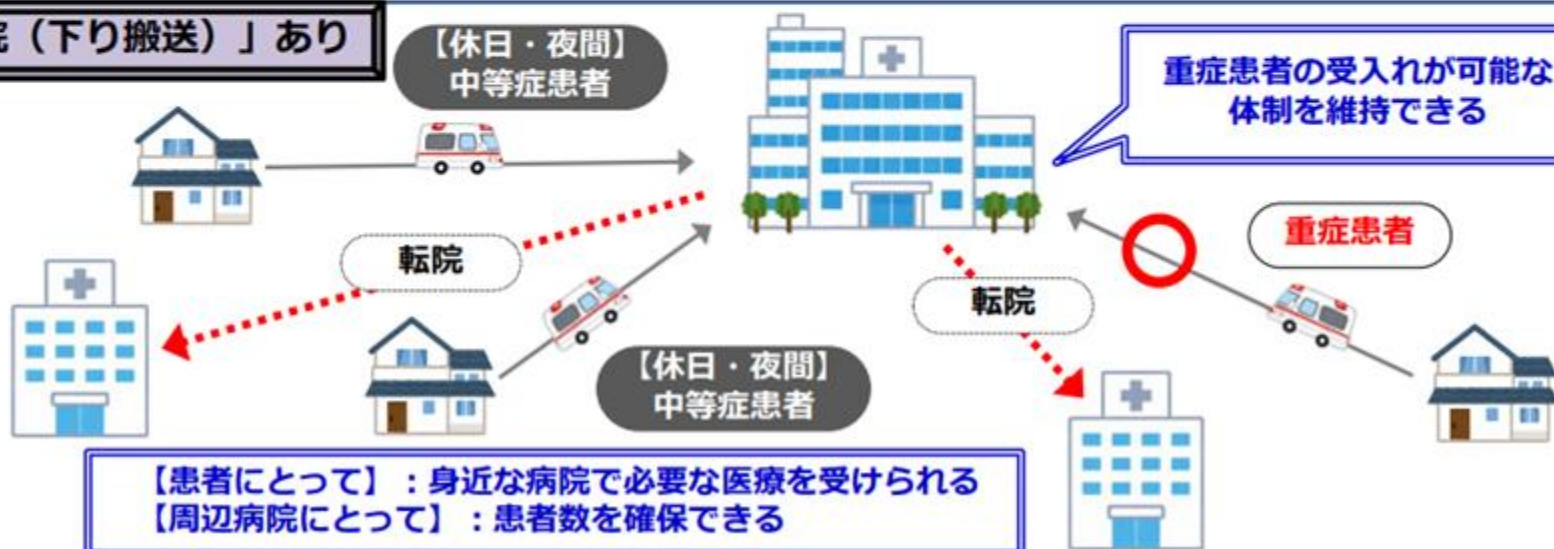 院（下り搬送）」あり
【休日・夜間】
中等症患者
重症患者の受入れが可能な
体制を維持できる
転院
重症患者
転院
【休日・夜間】
中等症患者
【患者にとって】：身近な病院で必要な医療を受けられる
【周辺病院にとって】：患者数を確保できる